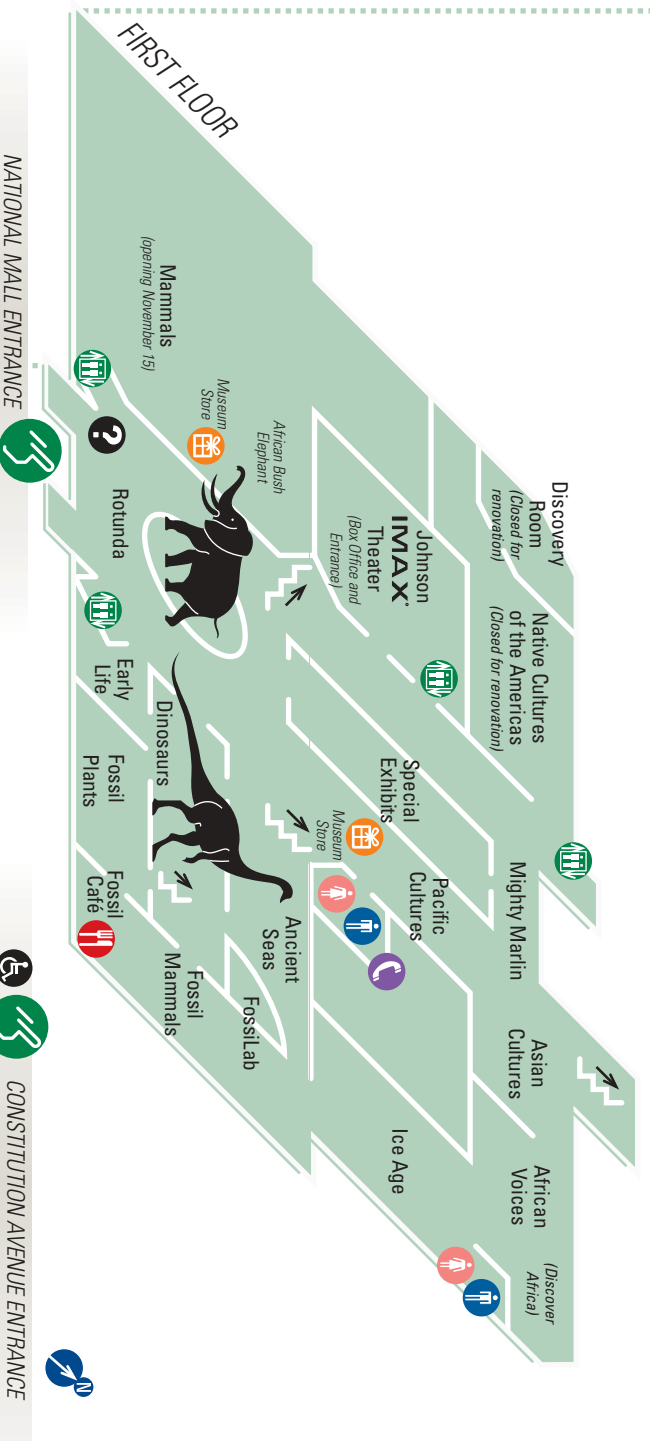 FIRST FLOOR
Discovery
Room
(Closed for
renovation)
Native Cultures
of the Americas
(Closed for renovation)
Mighty Marlin
Asian
Cultures
African
Voices
(Discover
Africa)
Johnson
IMAX®
Theater
(Box Office and
Entrance)
Special
Exhibits
Pacific
Cultures
Museum
Store
Ice Age
African Bush
Elephant
Museum
Store
Mammals
(opening November 15)
Ancient
Seas
FossiLab
Fossil
Mammals
Dinosaurs
?
Rotunda
Early
Life
Fossil
Plants
Fossil
Café
NATIONAL MALL ENTRANCE
CONSTITUTION AVENUE ENTRANCE
N